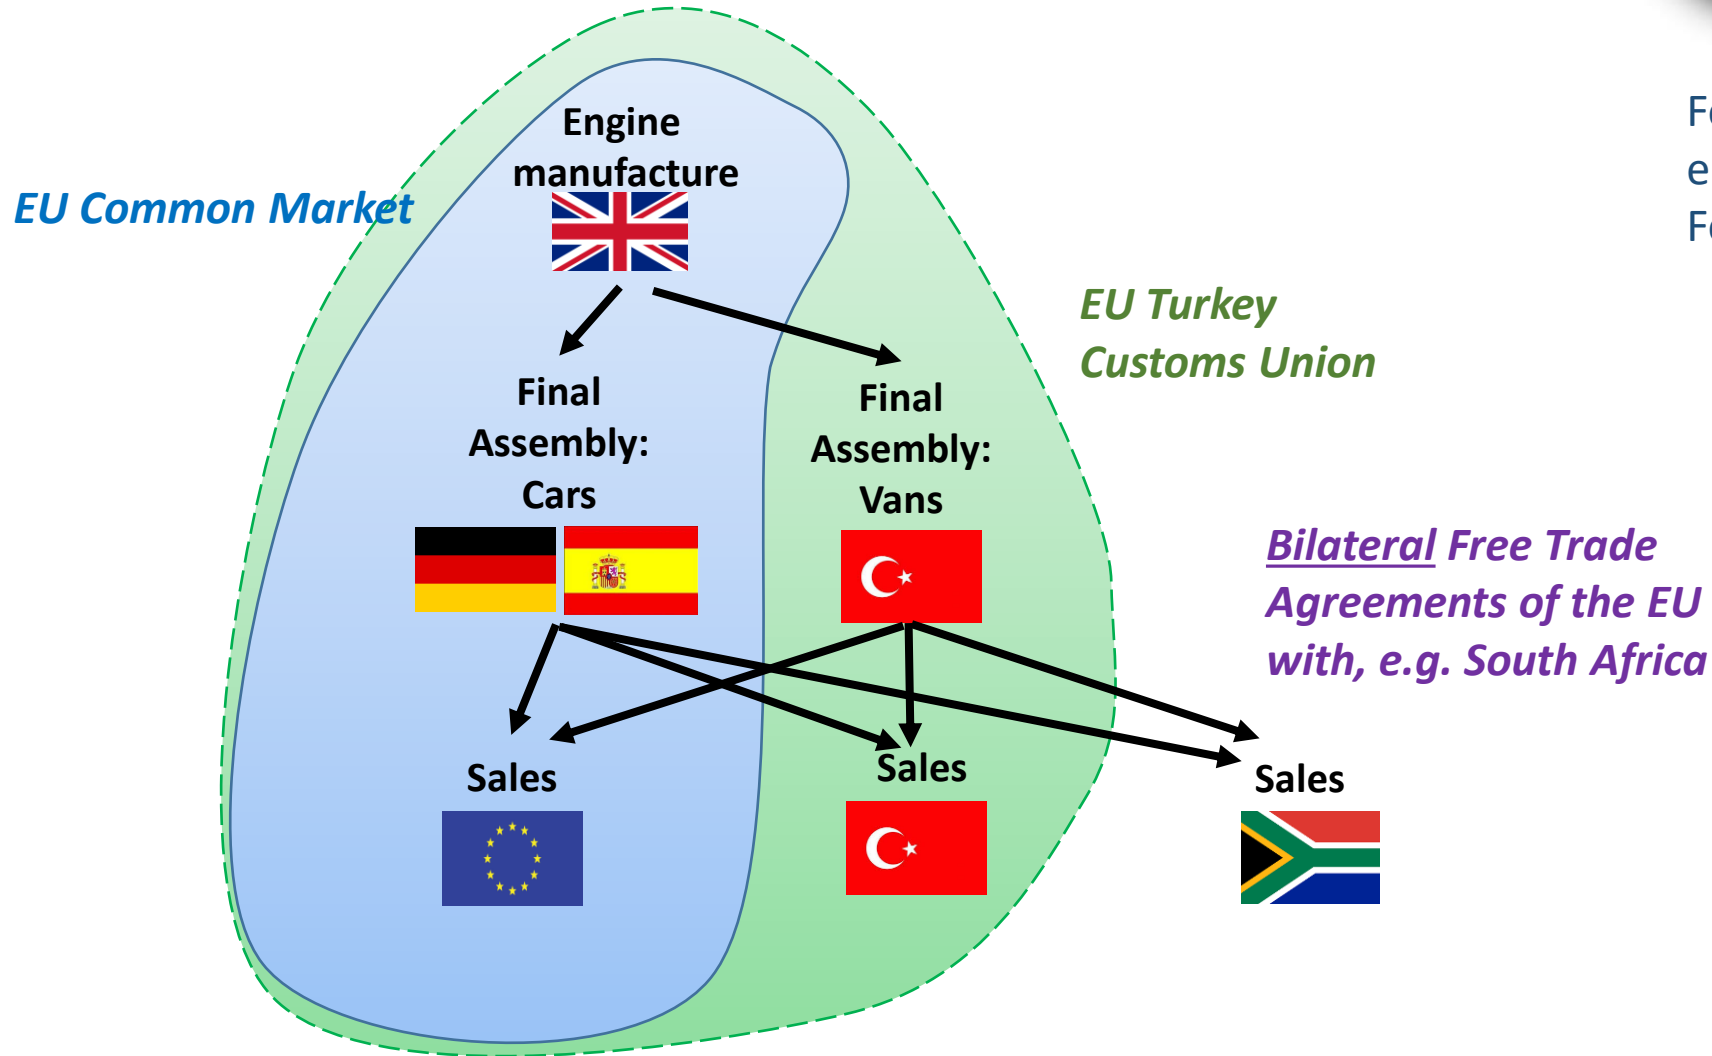 Engine
manufacture
EU Common Market
EU Turkey
Customs Union
Final
Assembly:
Cars
Final
Assembly:
Vans
Bilateral Free Trade
Agreements of the EU
with, e.g. South Africa
Sales
Sales
Sales